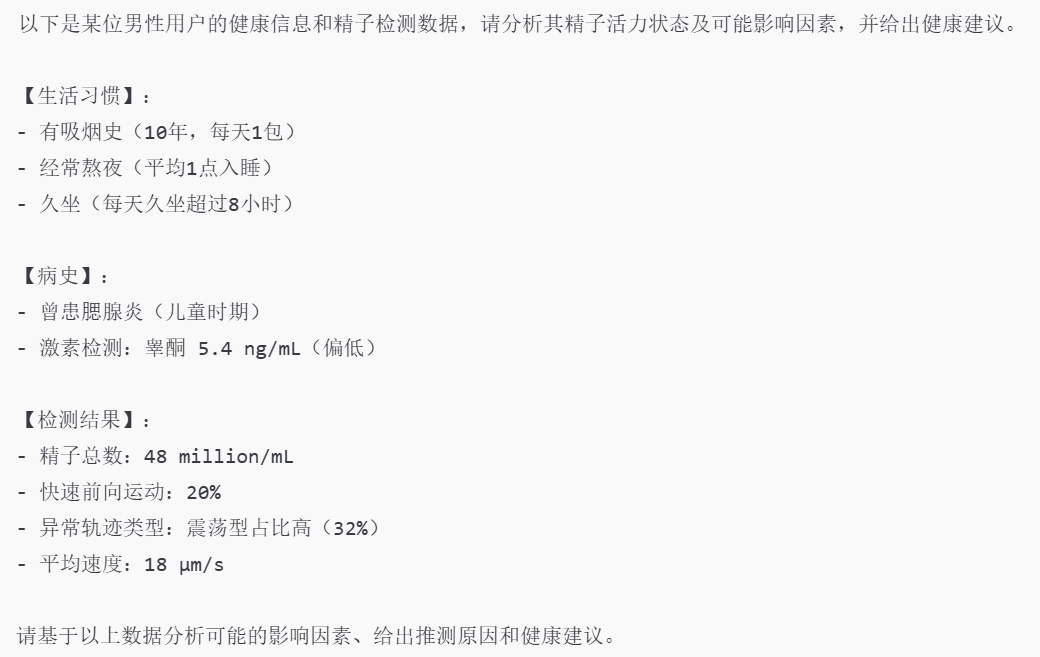 以下是某位男性用户的健康信息和精子检测数据，请分析其精子活力状态及可能影响因素，并给出健康建议。
【生活习惯】：
- 有吸烟史（10年，每天1包）
- 经常熬夜（平均1点入睡）
- 久坐（每天久坐超过8小时）
【病史】：
- 曾患腮腺炎（儿童时期）
- 激素检测：睾酮 5.4 ng/mL（偏低）
【检测结果】：
- 精子总数：48 million/mL
- 快速前向运动：20%
- 异常轨迹类型：震荡型占比高（32%）
- 平均速度：18 μm/s
请基于以上数据分析可能的影响因素、给出推测原因和健康建议。